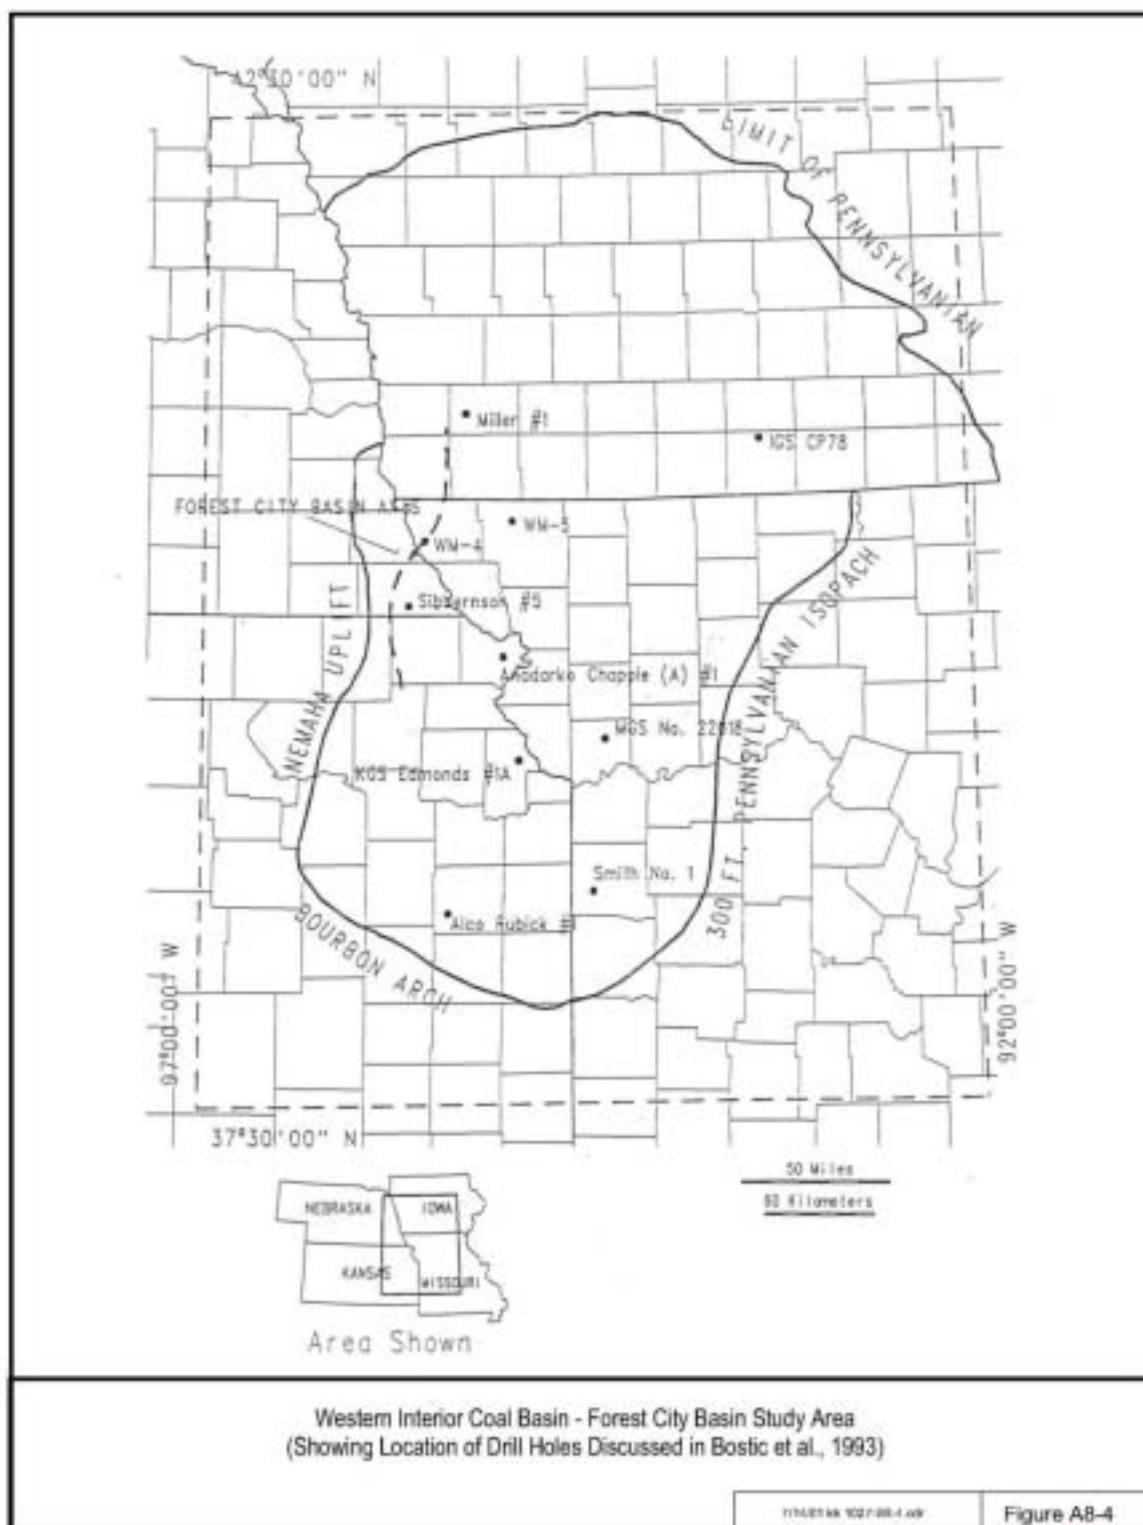 42°30'00" N
LIMIT OF PENNSYLVANIAN
Miller #1
IGS CP78
FOREST CITY BASIN AXIS
WM-3
WM-4
#5
NEMAHA UPLIFT
Anadarko Chapple (A) #1
MGS No. 22018
KGS Edmonds #1A
300 FT. PENNSYLVANIAN ISOPACH
Smith No. 1
Alco Rubick #1
BOURBON ARCH
97°00'00" W
92°00'00" W
37°30'00" N
50 Miles
80 Kilometers
NEBRASKA
IOWA
KANSAS
MISSOURI
Area Shown
Western Interior Coal Basin - Forest City Basin Study Area
(Showing Location of Drill Holes Discussed in Bostic et al., 1993)
Figure A8-4